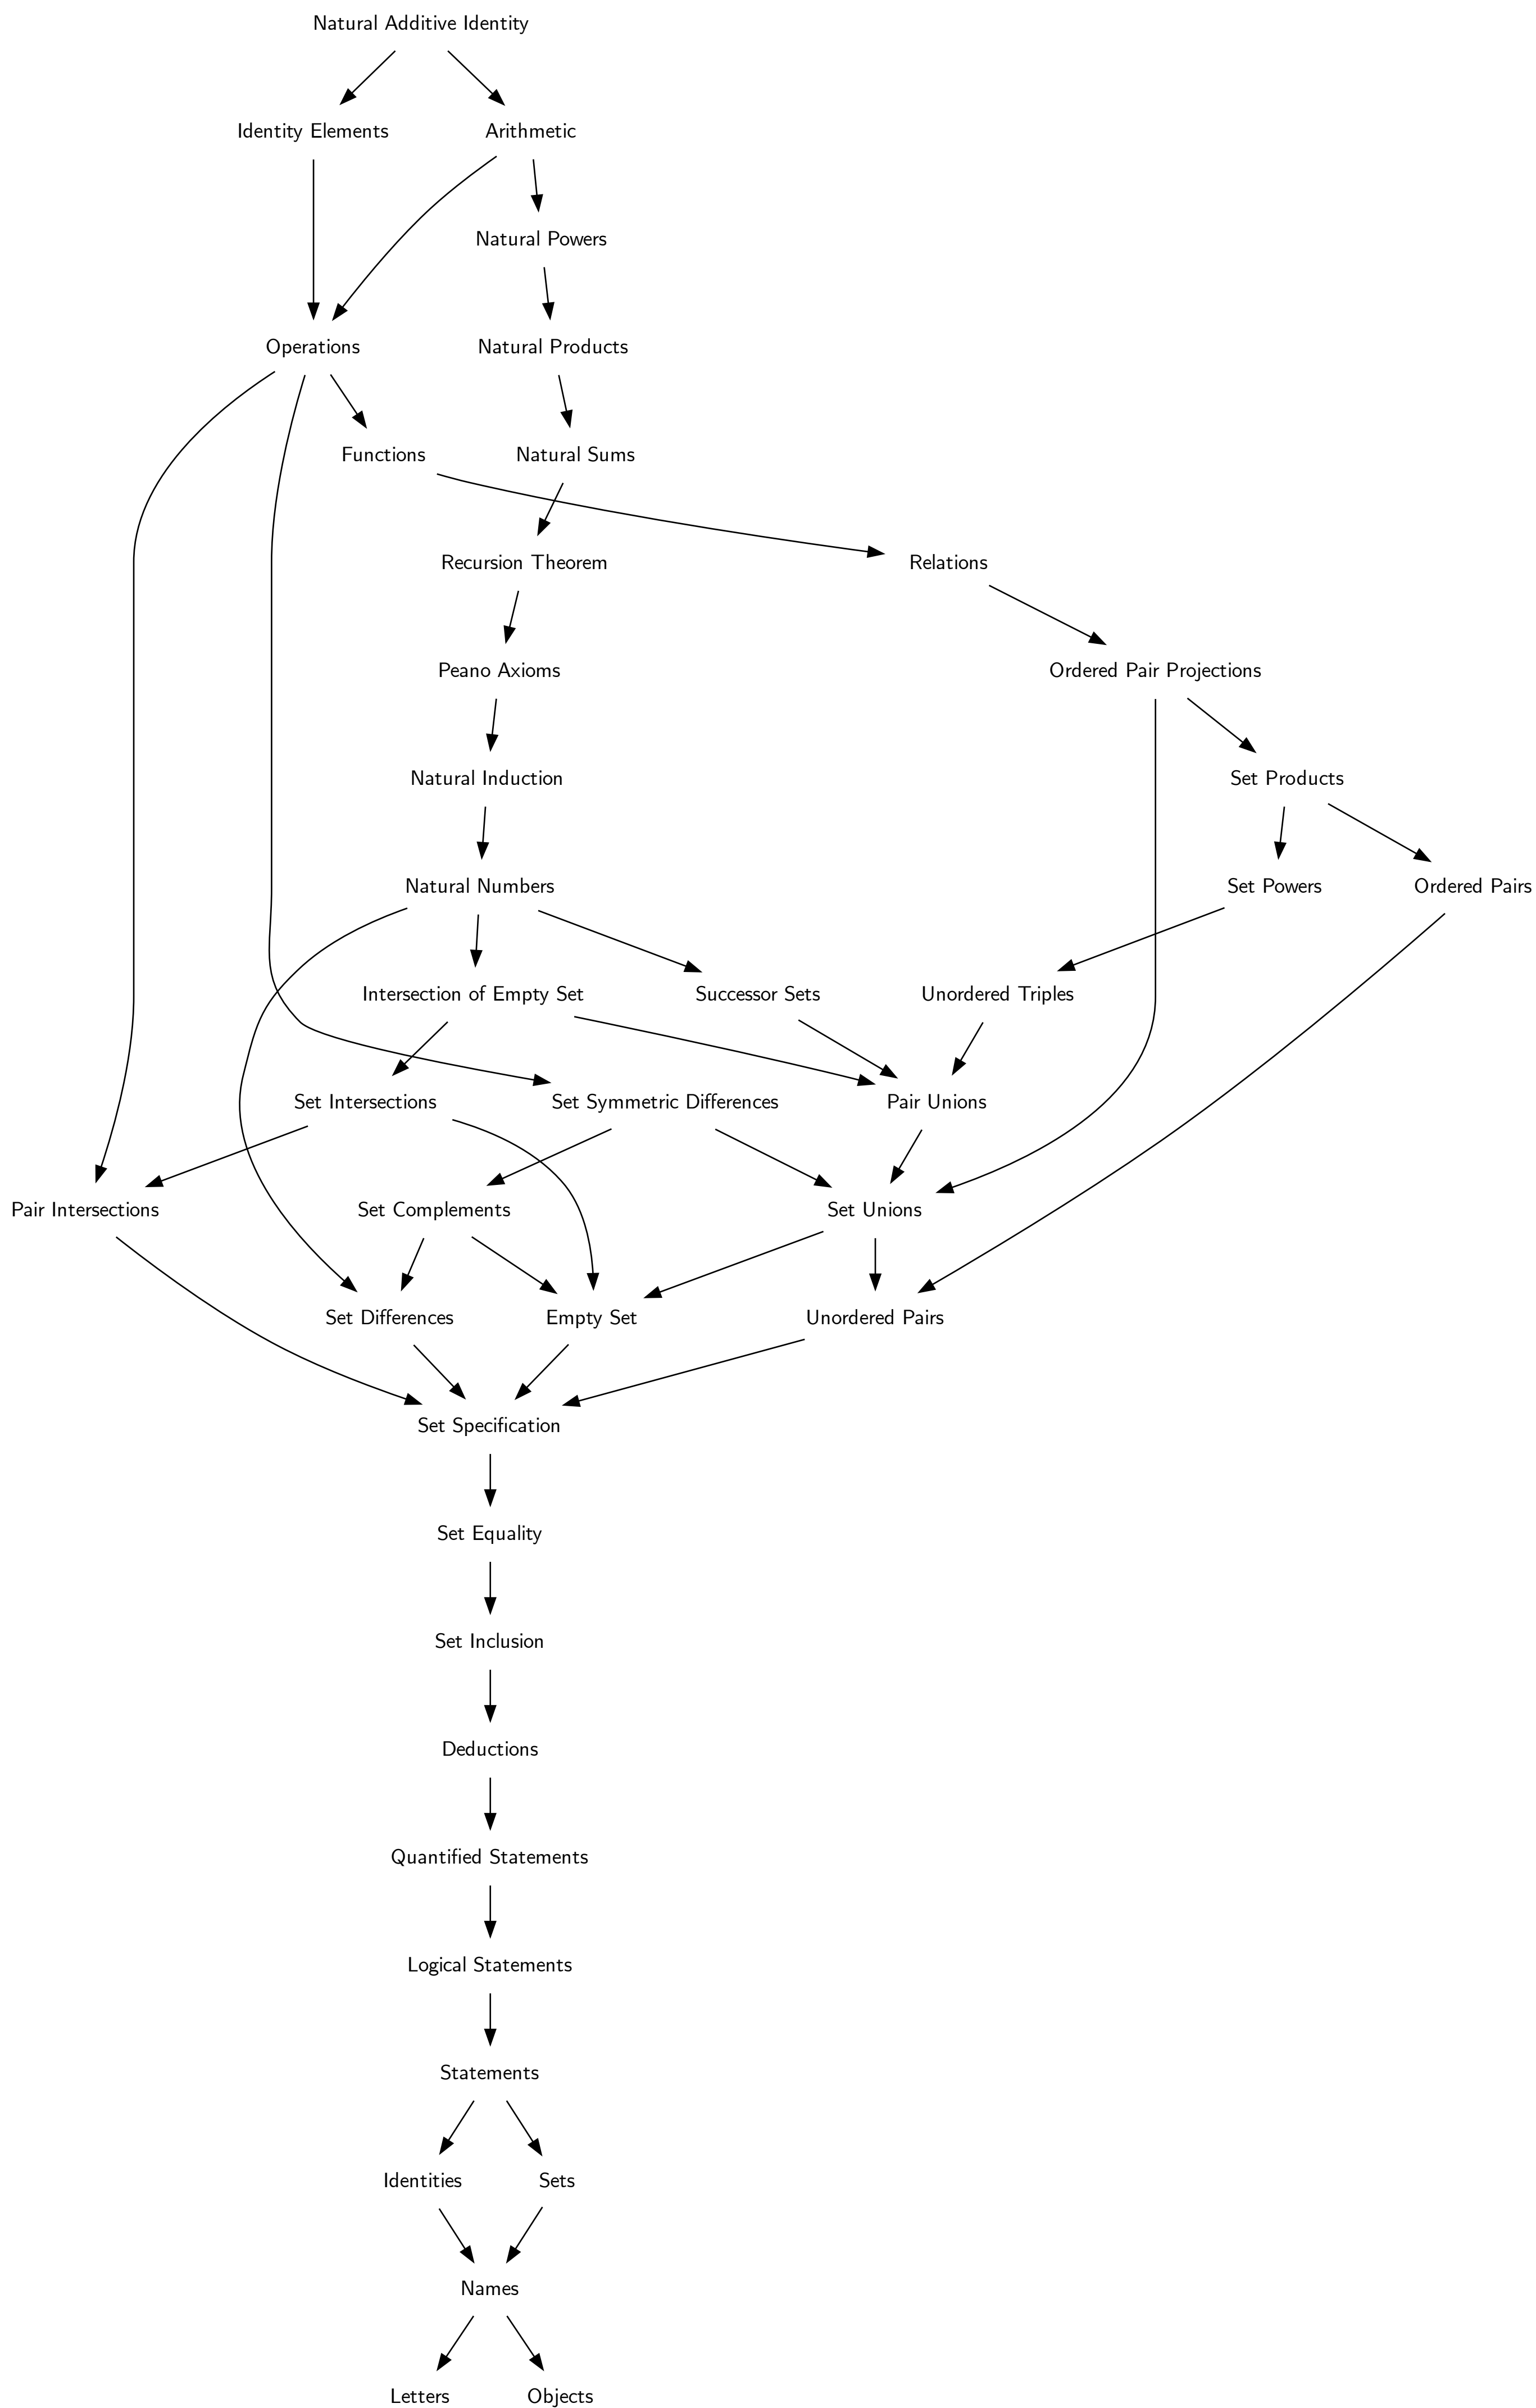 Natural Additive Identity
Identity Elements
Arithmetic
Natural Powers
Operations
Natural Products
Functions
Natural Sums
Recursion Theorem
Relations
Peano Axioms
Ordered Pair Projections
Natural Induction
Set Products
Natural Numbers
Set Powers
Ordered Pairs
Intersection of Empty Set
Successor Sets
Unordered Triples
Set Intersections
Set Symmetric Differences
Pair Unions
Pair Intersections
Set Complements
Set Unions
Set Differences
Empty Set
Unordered Pairs
Set Specification
Set Equality
Set Inclusion
Deductions
Quantified Statements
Logical Statements
Statements
Identities
Sets
Names
Letters
Objects